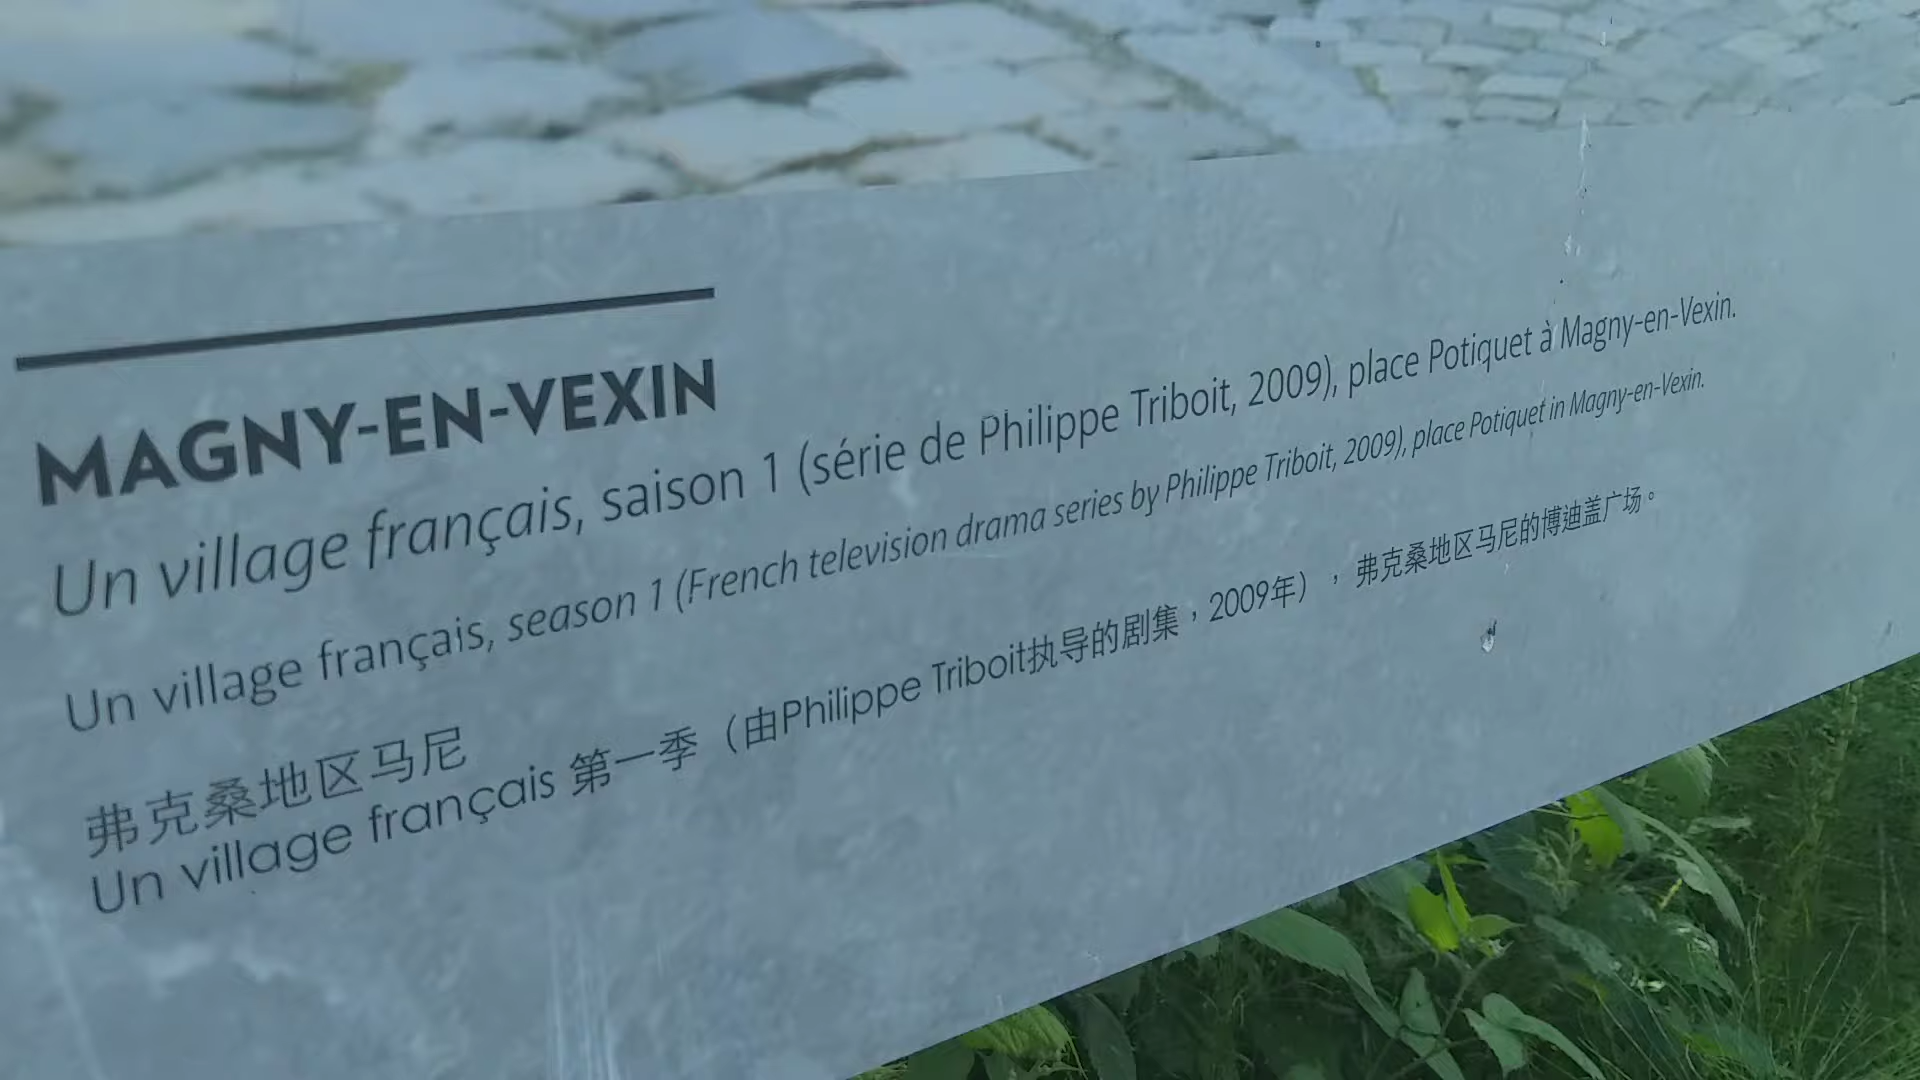 MAGNY-EN-VEXIN
Un village français, saison 1 (série de Philippe Triboit, 2009), place Potiquet à Magny-en-Vexin.
Un village français, season 1 (French television drama series by Philippe Triboit, 2009), place Potiquet in Magny-en-Vexin.
弗克桑地区马尼
Un village français 第一季（由Philippe Triboit执导的剧集，2009年），弗克桑地区马尼的博迪盖广场。